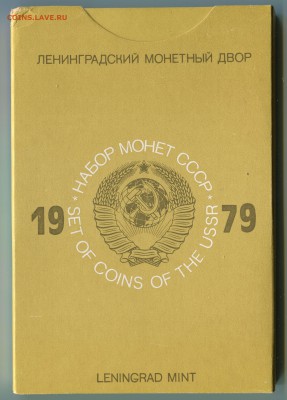 coins.lave.ru
ЛЕНИНГРАДСКИЙ МОНЕТНЫЙ ДВОР
• НАБОР МОНЕТ СССР •
19 79
SET OF COINS OF THE USSR
LENINGRAD MINT